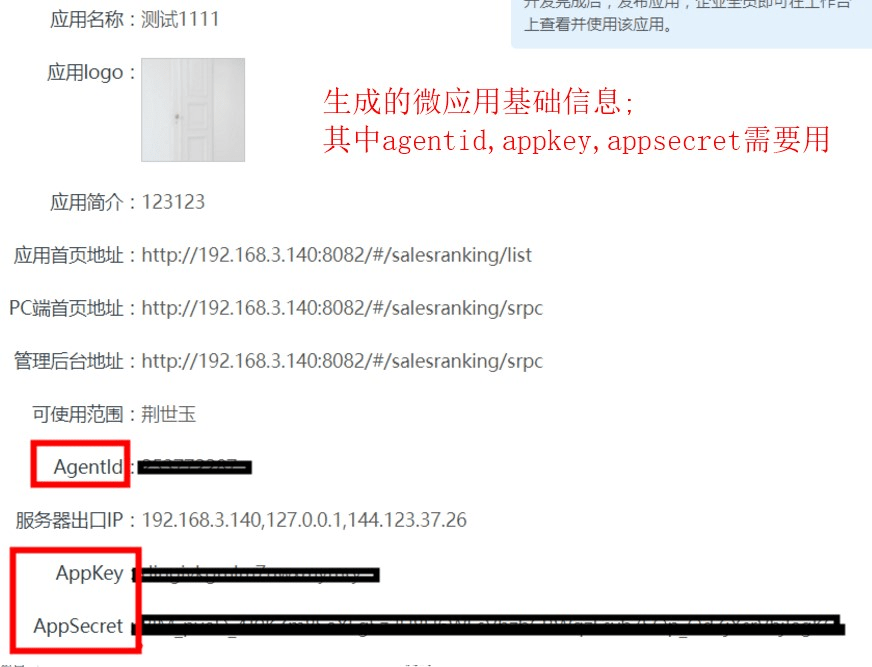 开发完成后，发布应用，企业全员即可在工作台
上查看并使用该应用。
应用名称：测试1111
应用logo：
生成的微应用基础信息;
其中agentid,appkey,appsecret需要用
应用简介：123123
应用首页地址：http://192.168.3.140:8082/#/salesranking/list
PC端首页地址：http://192.168.3.140:8082/#/salesranking/srpc
管理后台地址：http://192.168.3.140:8082/#/salesranking/srpc
可使用范围：荆世玉
AgentId：
服务器出口IP：192.168.3.140,127.0.0.1,144.123.37.26
AppKey
AppSecret